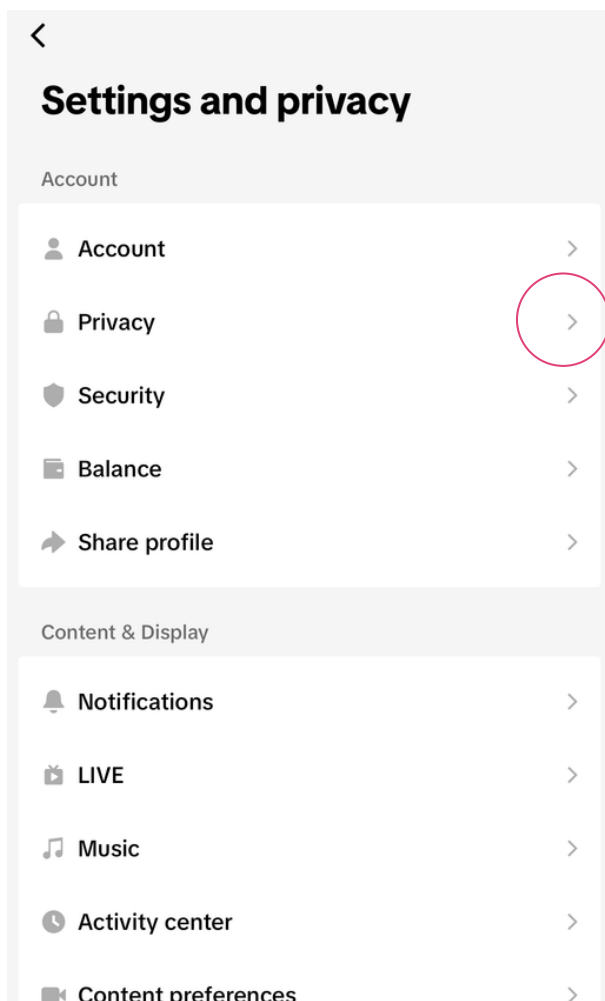 Settings and privacy
Account
Account
Privacy
Security
Balance
Share profile
Content & Display
Notifications
LIVE
Music
Activity center
Content preferences